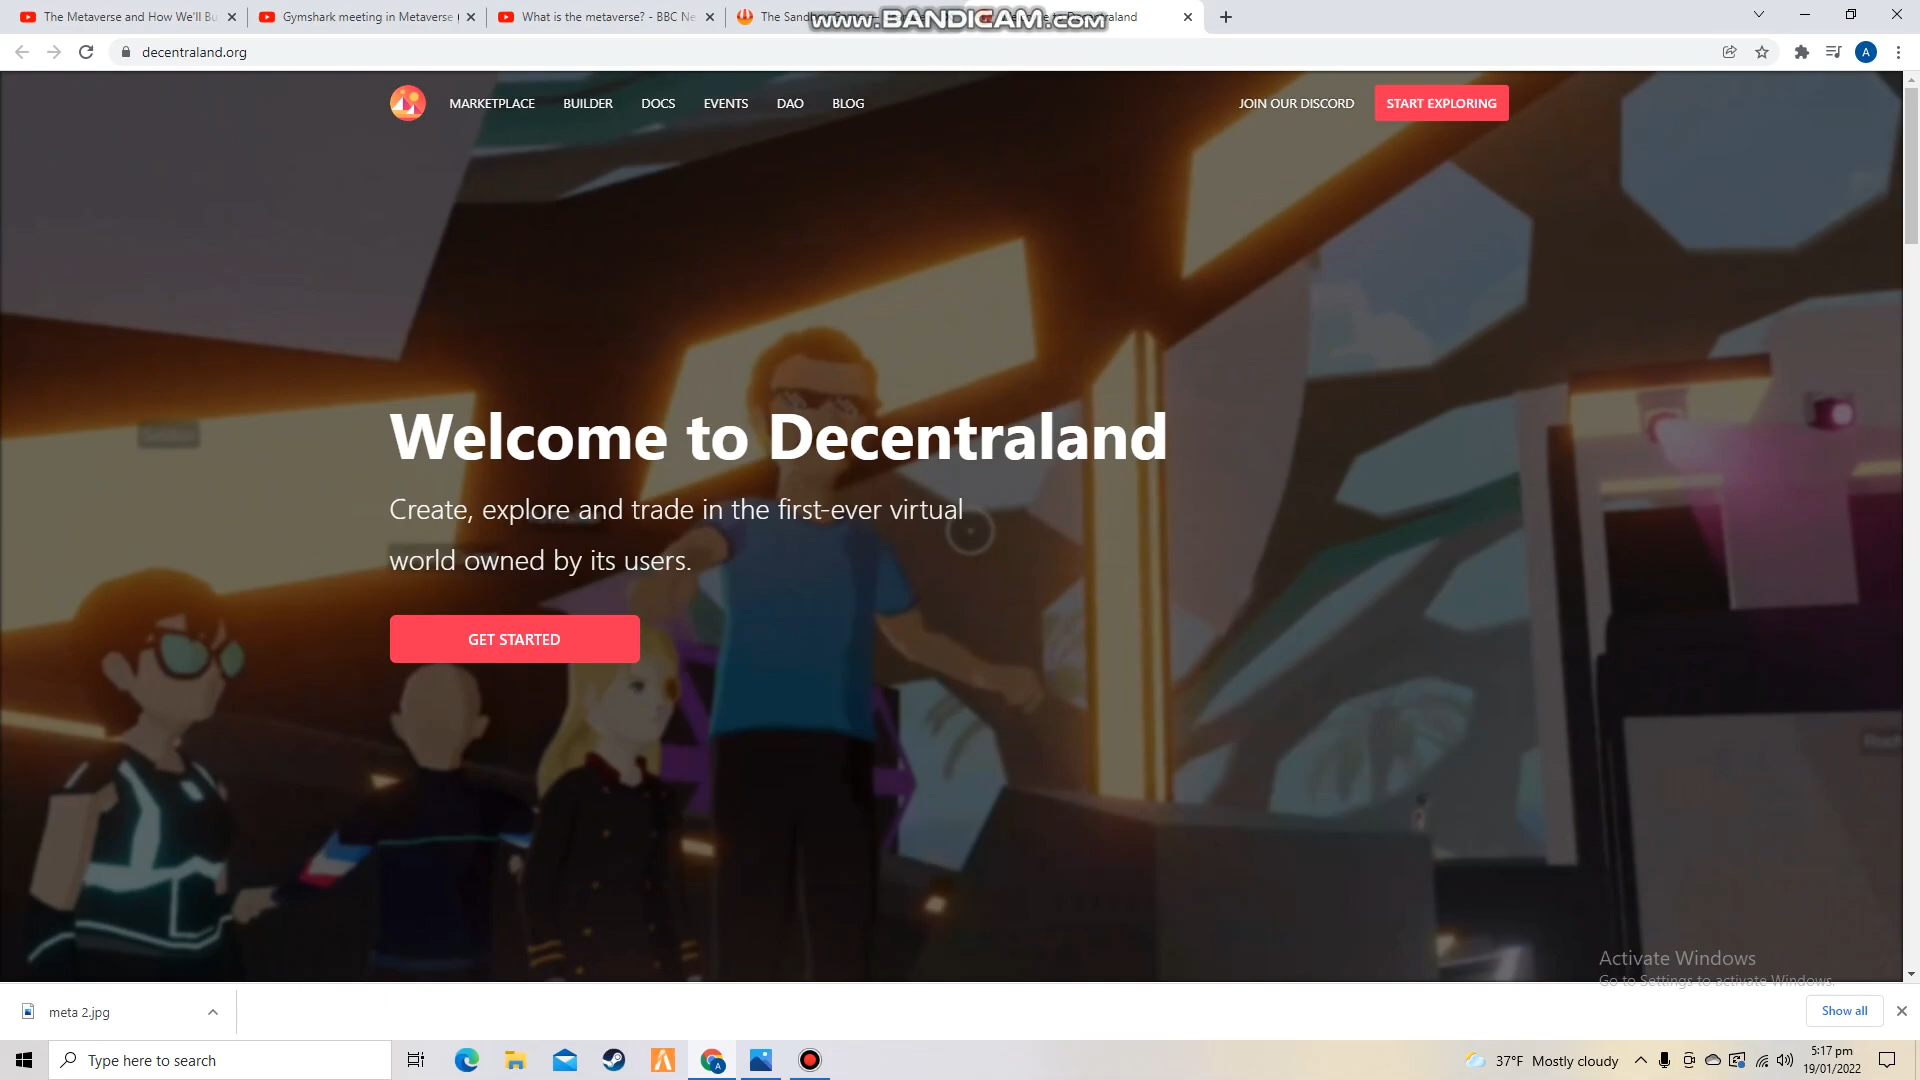 The Metaverse and How We'll Bu
Gymshark meeting in Metaverse
What is the metaverse? - BBC Ne
The Sandbox
www.BANDICAM.com
Decentraland
decentraland.org
A
MARKETPLACE
BUILDER
DOCS
EVENTS
DAO
BLOG
JOIN OUR DISCORD
START EXPLORING
Welcome to Decentraland
Create, explore and trade in the first-ever virtual
world owned by its users.
GET STARTED
Activate Windows
Go to Settings to activate Windows.
meta 2.jpg
Show all
Type here to search
37°F Mostly cloudy
5:17 pm
19/01/2022